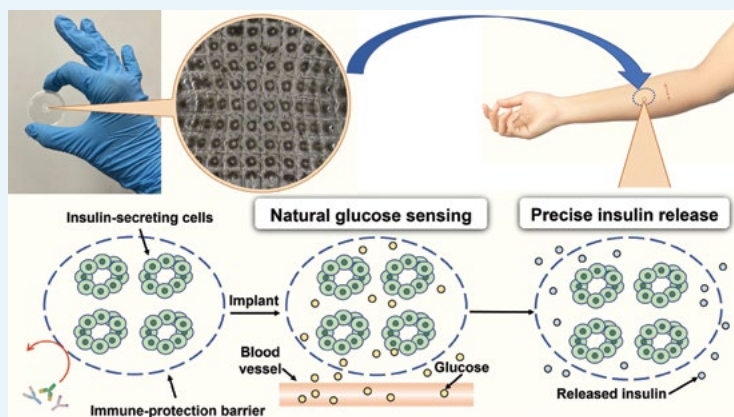 Insulin-secreting cells
Natural glucose sensing
Precise insulin release
Implant
Blood
vessel
Glucose
Immune-protection barrier
Released insulin